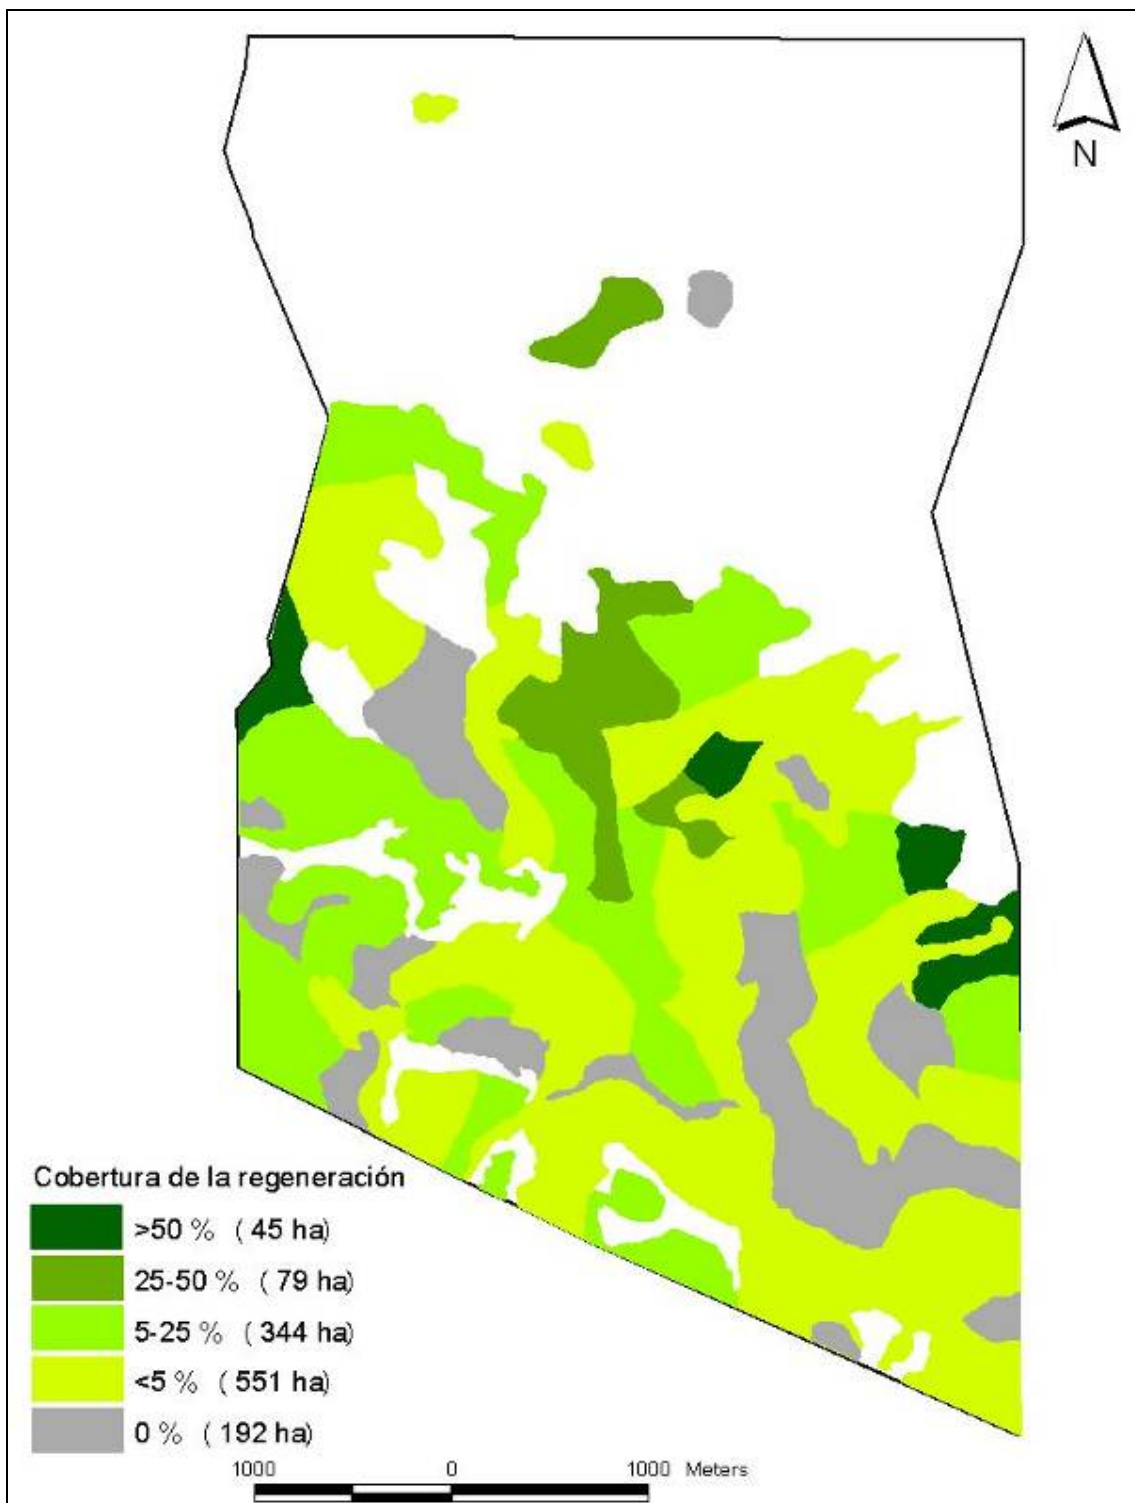 N
Cobertura de la regeneración
>50 % ( 45 ha)
25-50 % ( 79 ha)
5-25 % ( 344 ha)
<5 % ( 551 ha)
0 % ( 192 ha)
1000 0 1000 Meters